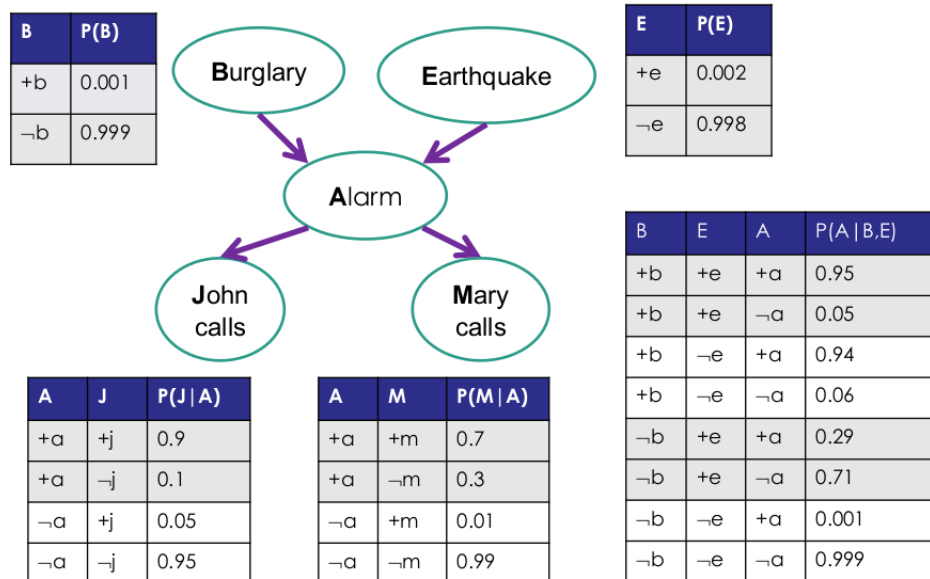 B P(B)
+b 0.001
¬b 0.999
Burglary
Earthquake
E P(E)
+e 0.002
¬e 0.998
Alarm
John
calls
Mary
calls
B E A P(A|B,E)
+b +e +a 0.95
+b +e ¬a 0.05
+b ¬e +a 0.94
+b ¬e ¬a 0.06
¬b +e +a 0.29
¬b +e ¬a 0.71
¬b ¬e +a 0.001
¬b ¬e ¬a 0.999
A J P(J|A)
+a +j 0.9
+a ¬j 0.1
¬a +j 0.05
¬a ¬j 0.95
A M P(M|A)
+a +m 0.7
+a ¬m 0.3
¬a +m 0.01
¬a ¬m 0.99